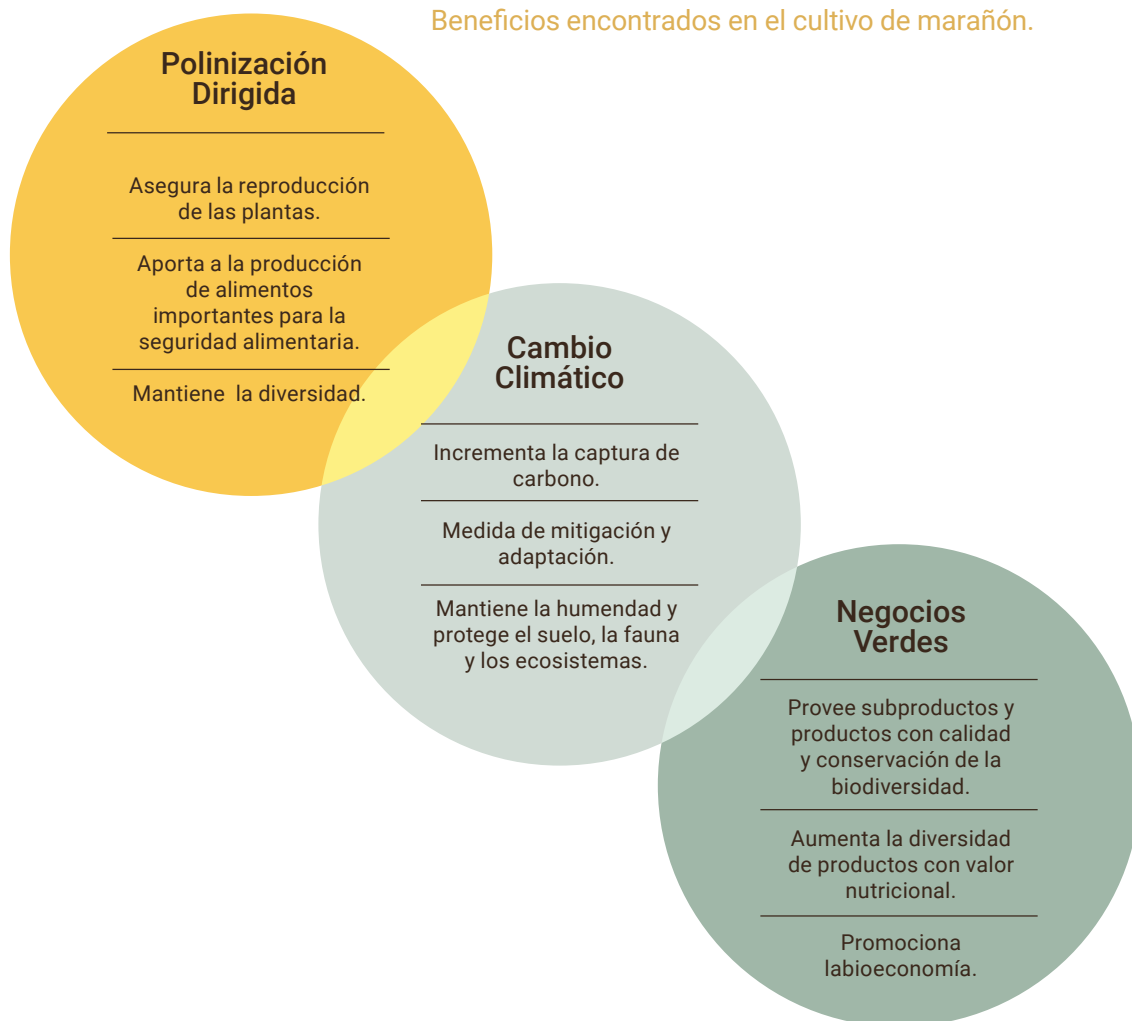 Beneficios encontrados en el cultivo de marañón.
Polinización
Dirigida
Asegura la reproducción
de las plantas.
Aporta a la producción
de alimentos
importantes para la
seguridad alimentaria.
Mantiene  la diversidad.
Cambio
Climático
Incrementa la captura de
carbono.
Medida de mitigación y
adaptación.
Mantiene la humendad y
protege el suelo, la fauna
y los ecosistemas.
Negocios
Verdes
Provee subproductos y
productos con calidad
y conservación de la
biodiversidad.
Aumenta la diversidad
de productos con valor
nutricional.
Promociona
labioeconomía.